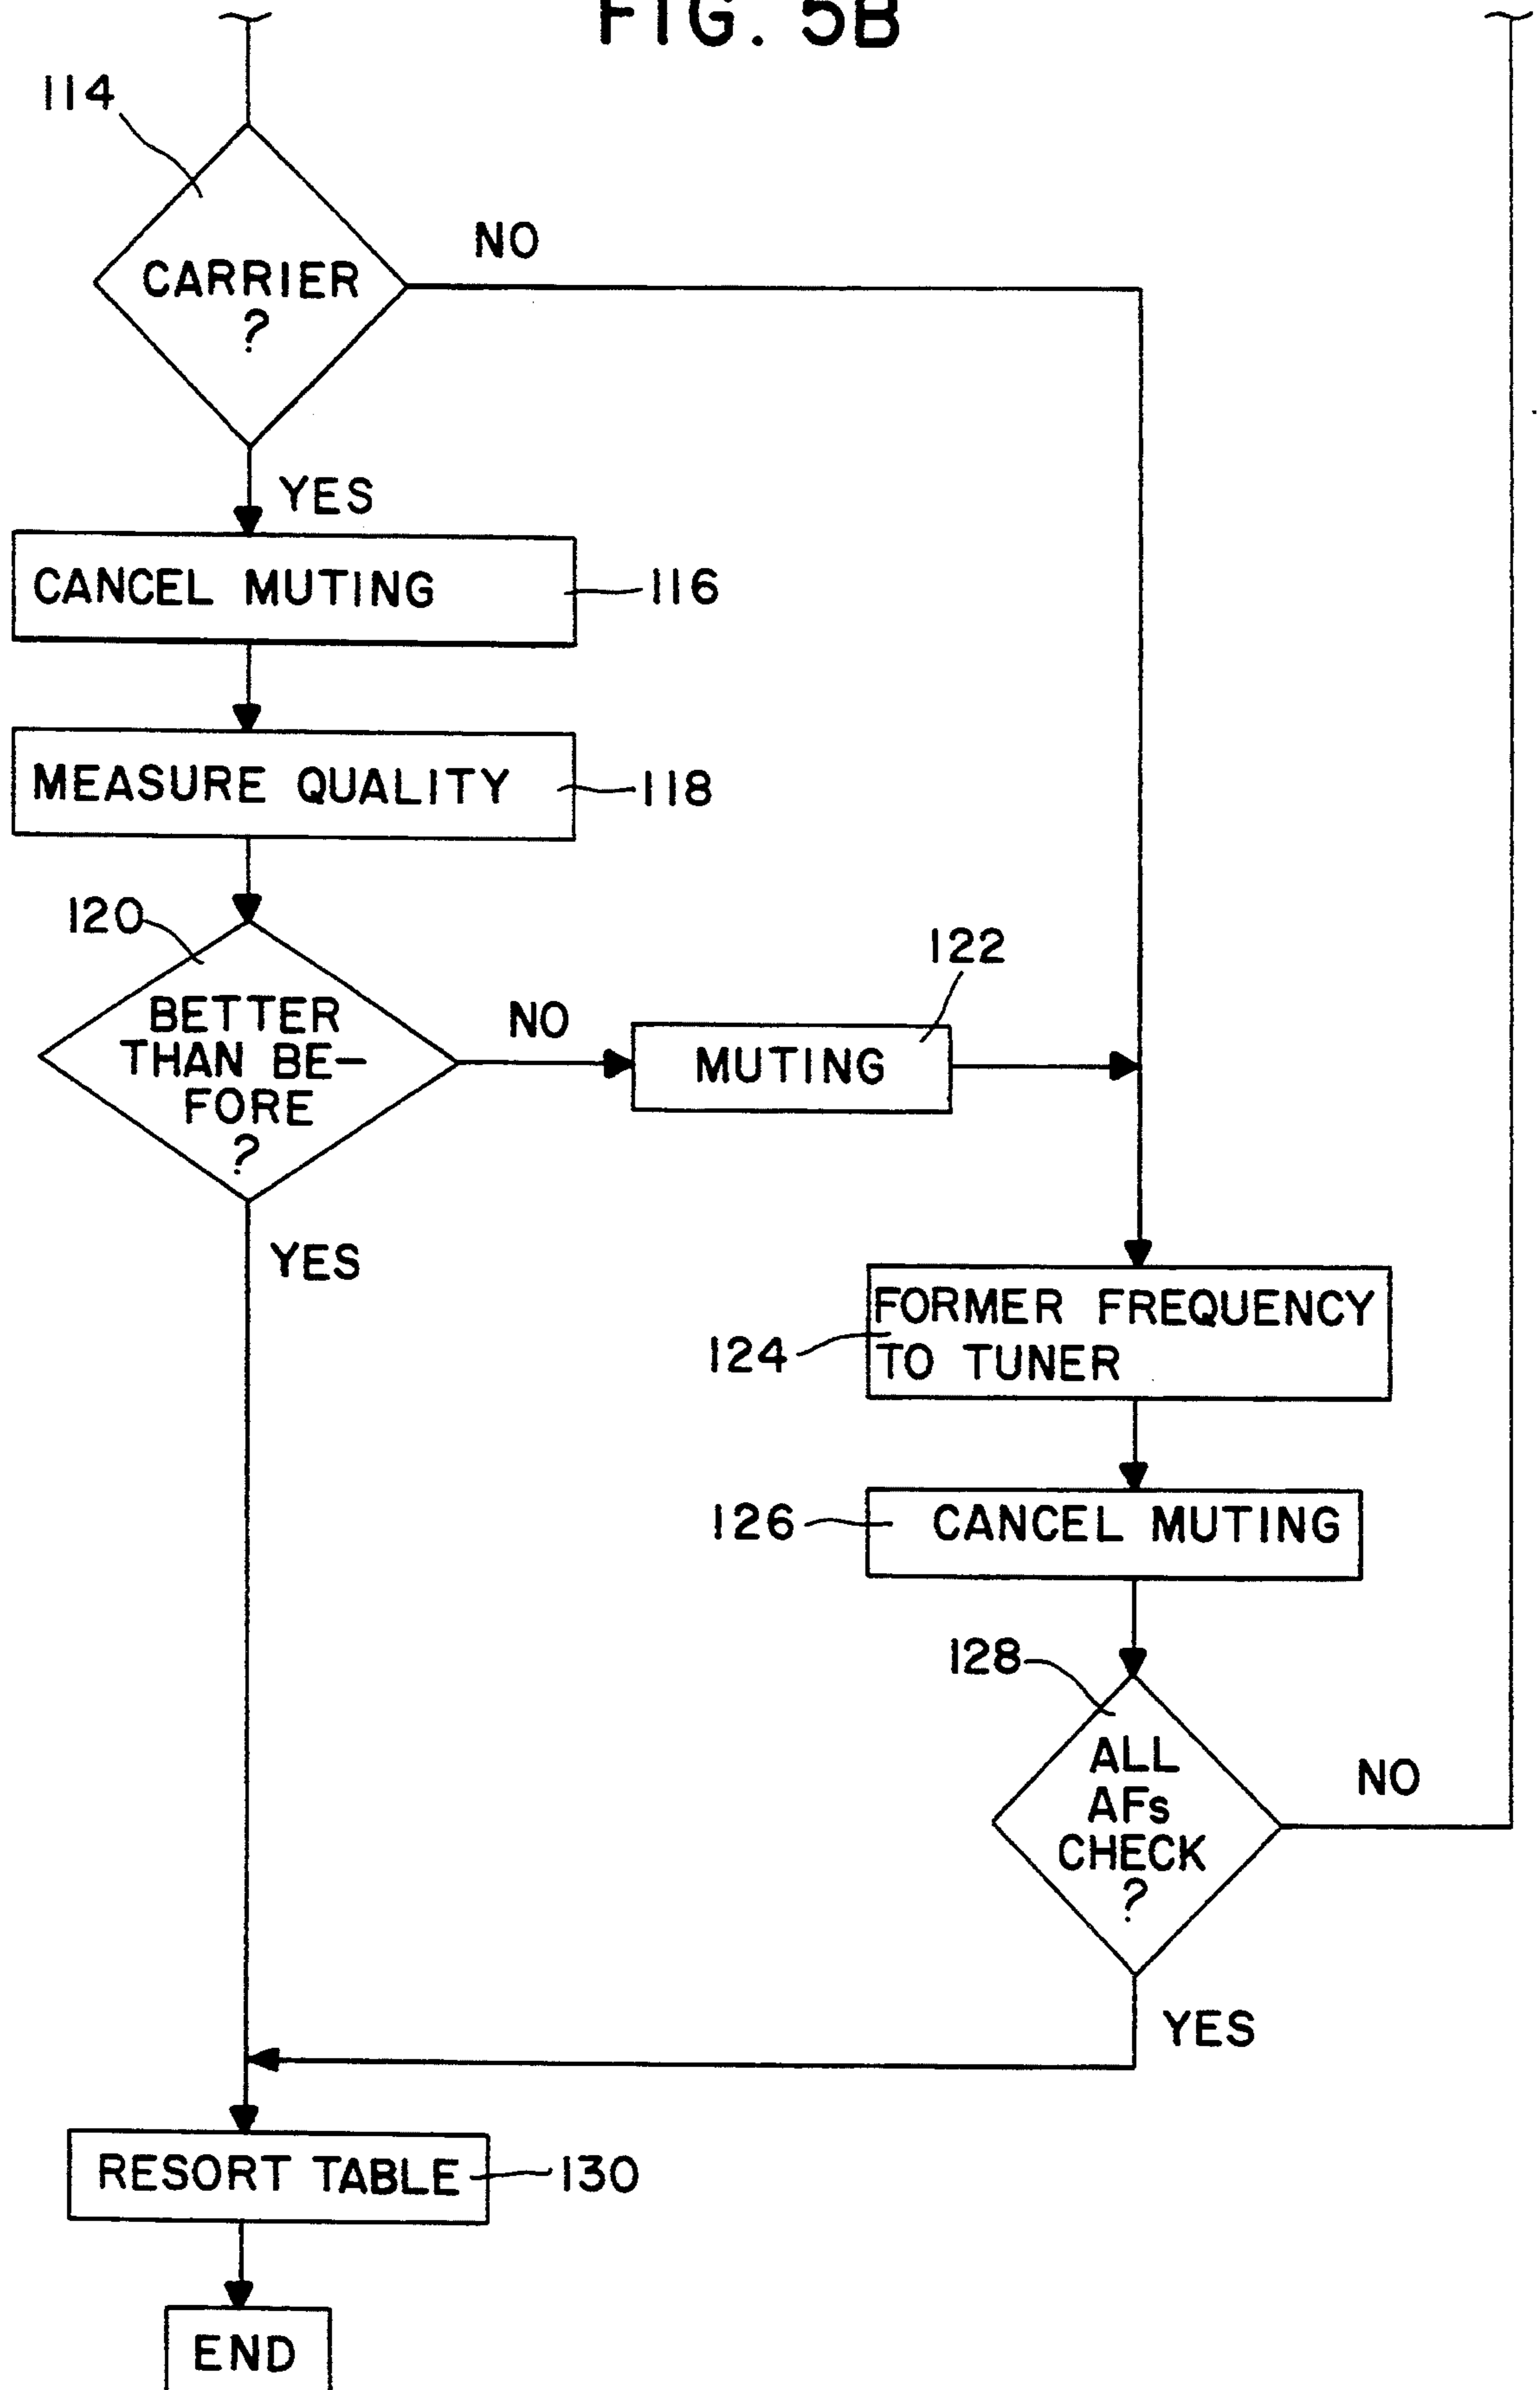 FIG. 5B
114
NO
CARRIER
?
YES
CANCEL MUTING
116
MEASURE QUALITY
118
120
122
BETTER
THAN BE-
FORE
?
NO
MUTING
YES
FORMER FREQUENCY
TO TUNER
124
126
CANCEL MUTING
128
ALL
AFs
CHECK
?
NO
YES
RESORT TABLE
130
END